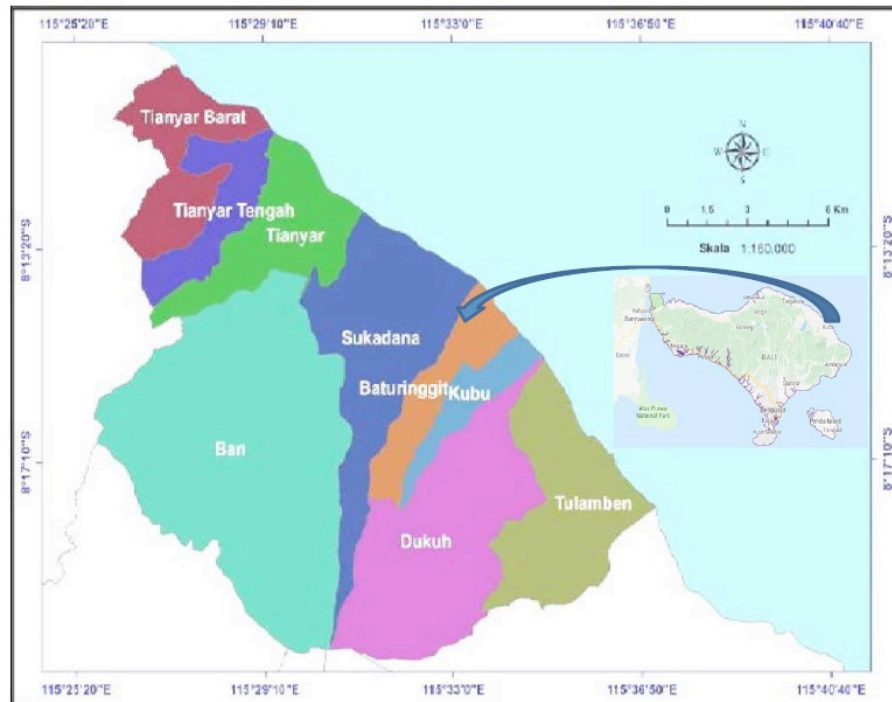 115°25'20"E 115°29'10"E 115°33'0"E 115°36'50"E 115°40'40"E
Tianyar Barat
N
W E
S
Tianyar Tengah
0 1,5 3 6 Km
Tianyar
8°13'20"S 8°13'20"S
Skala 1:160,000
Sukadana
Baturinggit
Kubu
BALI
Ban
8°17'10"S 8°17'10"S
Tulamben
Dukuh
115°25'20"E 115°29'10"E 115°33'0"E 115°36'50"E 115°40'40"E